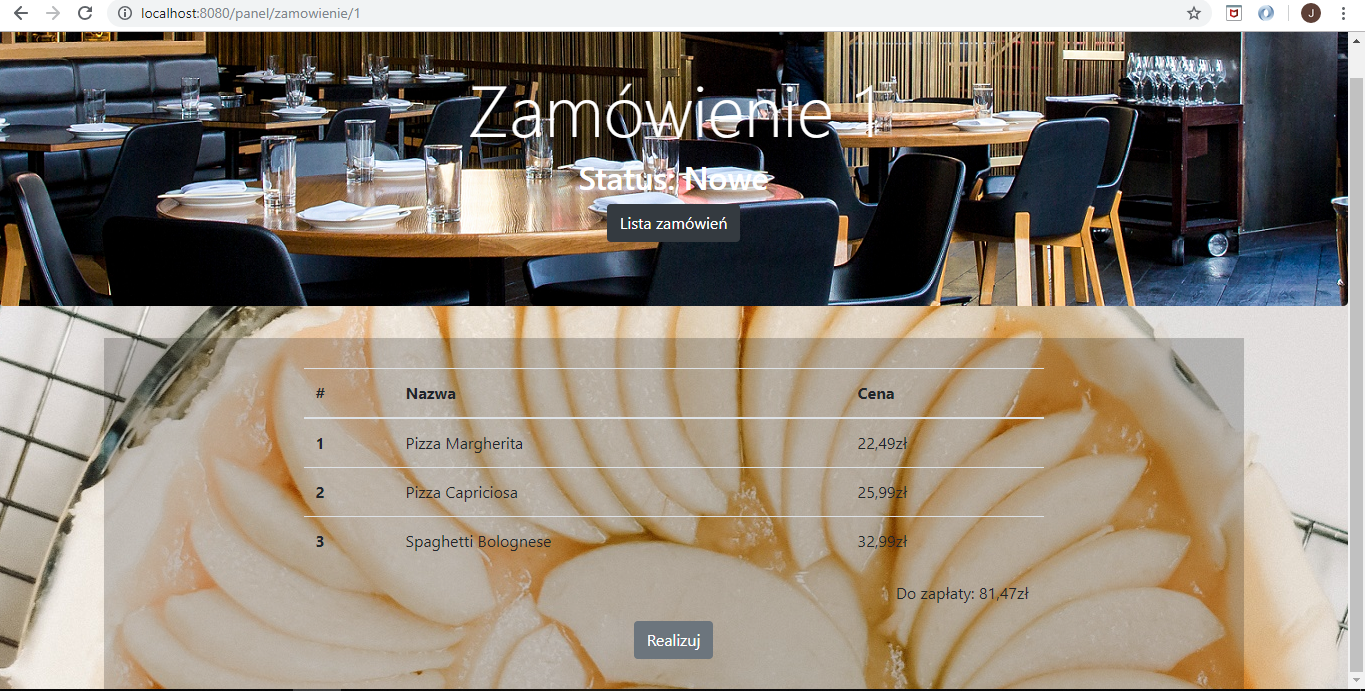 localhost:8080/panel/zamowienie/1
J
Zamówienie 1
Status: Nowe
Lista zamówień
# Nazwa Cena
1 Pizza Margherita 22,49zł
2 Pizza Capriciosa 25,99zł
3 Spaghetti Bolognese 32,99zł
Do zapłaty: 81,47zł
Realizuj